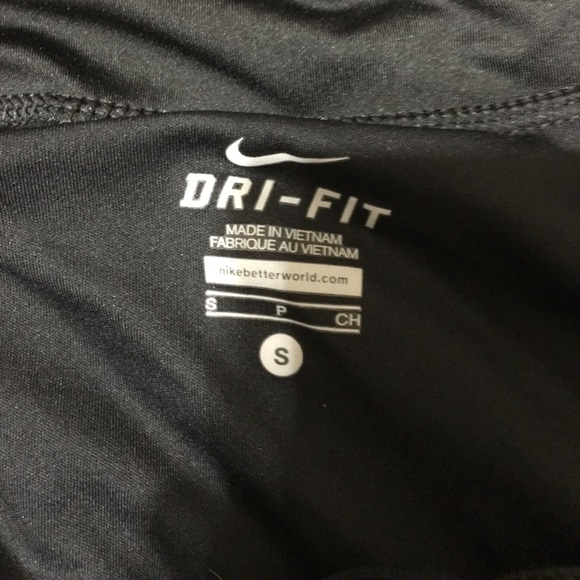 DRI-FIT
MADE IN VIETNAM
FABRIQUE AU VIETNAM
nikebetterworld.com
S P CH
S